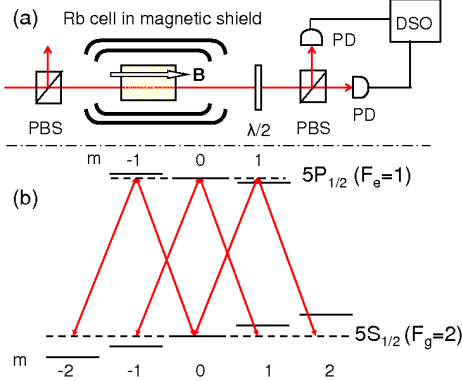 (a) Rb cell in magnetic shield
DSO
B
PD
PBS
λ/2
PBS
PD
m -1 0 1
5P1/2 (Fe=1)
(b)
5S1/2 (Fg=2)
m -2 -1 0 1 2